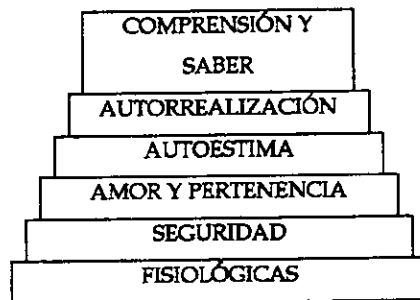 COMPRENSIÓN Y
SABER
AUTORREALIZACIÓN
AUTOESTIMA
AMOR Y PERTENENCIA
SEGURIDAD
FISIOLÓGICAS